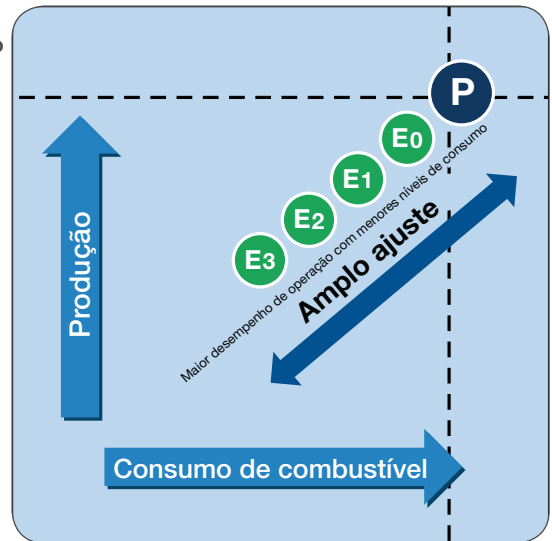 P
E0
E1
E2
E3
Maior desempenho de operação com menores níveis de consumo
Amplo ajuste
Produção
Consumo de combustível